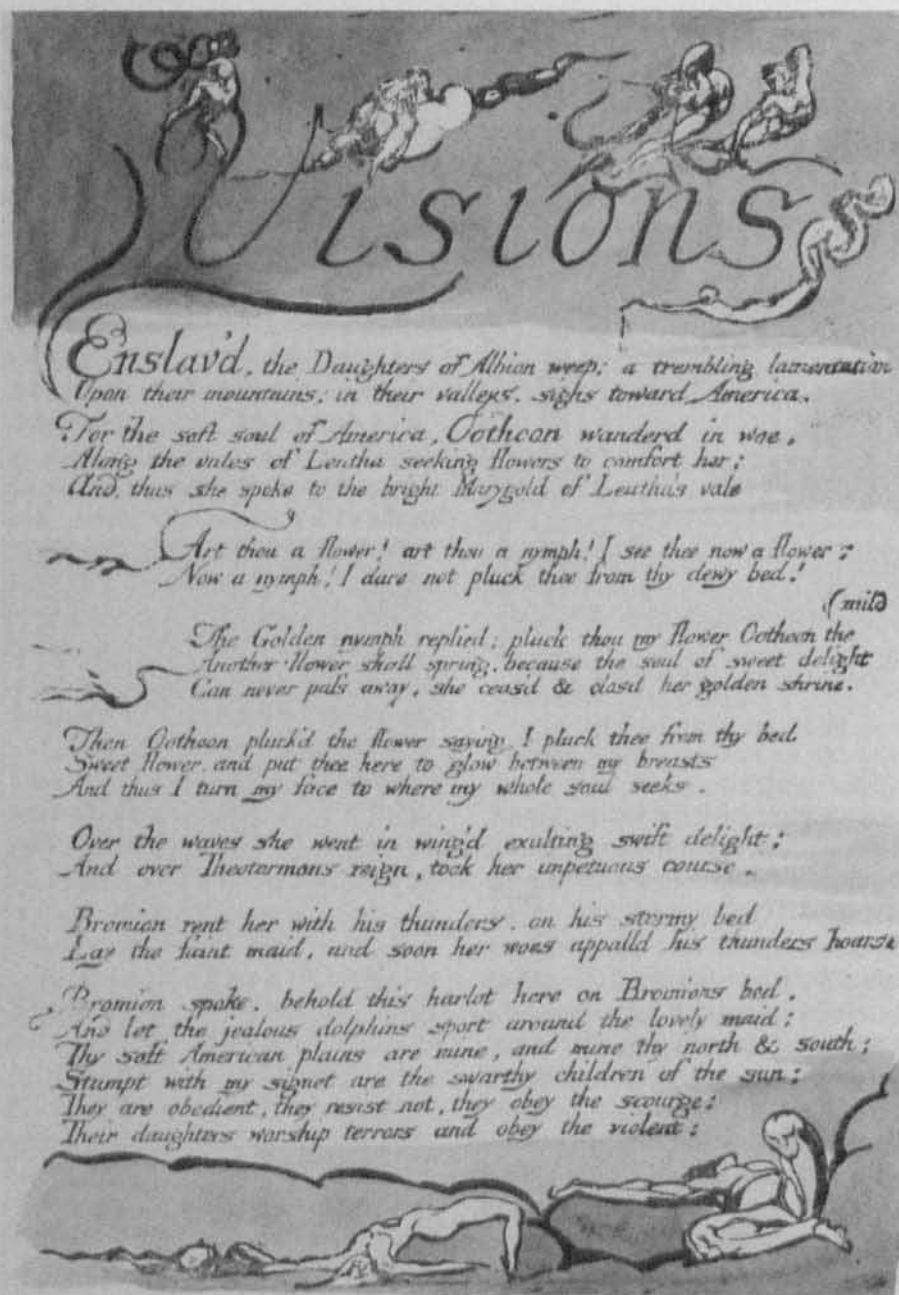 Visions
Enslav'd, the Daughters of Albion weep; a trembling lamentation
Upon their mountains; in their valleys. sighs toward America.
For the soft soul of America, Oothoon wanderd in woe,
Along the vales of Leutha seeking flowers to comfort her;
And thus she spoke to the bright Marygold of Leutha's vale
Art thou a flower! art thou a nymph! I see thee now a flower;
Now a nymph! I dare not pluck thee from thy dewy bed!
(mild
The Golden nymph replied; pluck thou my flower Oothoon the
Another flower shall spring, because the soul of sweet delight
Can never pass away, she ceas'd & clos'd her golden shrine.
Then Oothoon pluck'd the flower saying, I pluck thee from thy bed
Sweet flower, and put thee here to glow between my breasts
And thus I turn my face to where my whole soul seeks.
Over the waves she went in wing'd exulting swift delight;
And over Theotormons reign, took her impetuous course.
Bromion rent her with his thunders. on his stormy bed
Lay the faint maid, and soon her woes appalld his thunders hoarse
Bromion spoke. behold this harlot here on Bromions bed,
And let the jealous dolphins sport around the lovely maid;
Thy soft American plains are mine, and mine thy north & south;
Stampt with my signet are the swarthy children of the sun;
They are obedient, they resist not, they obey the scourge;
Their daughters worship terrors and obey the violent;